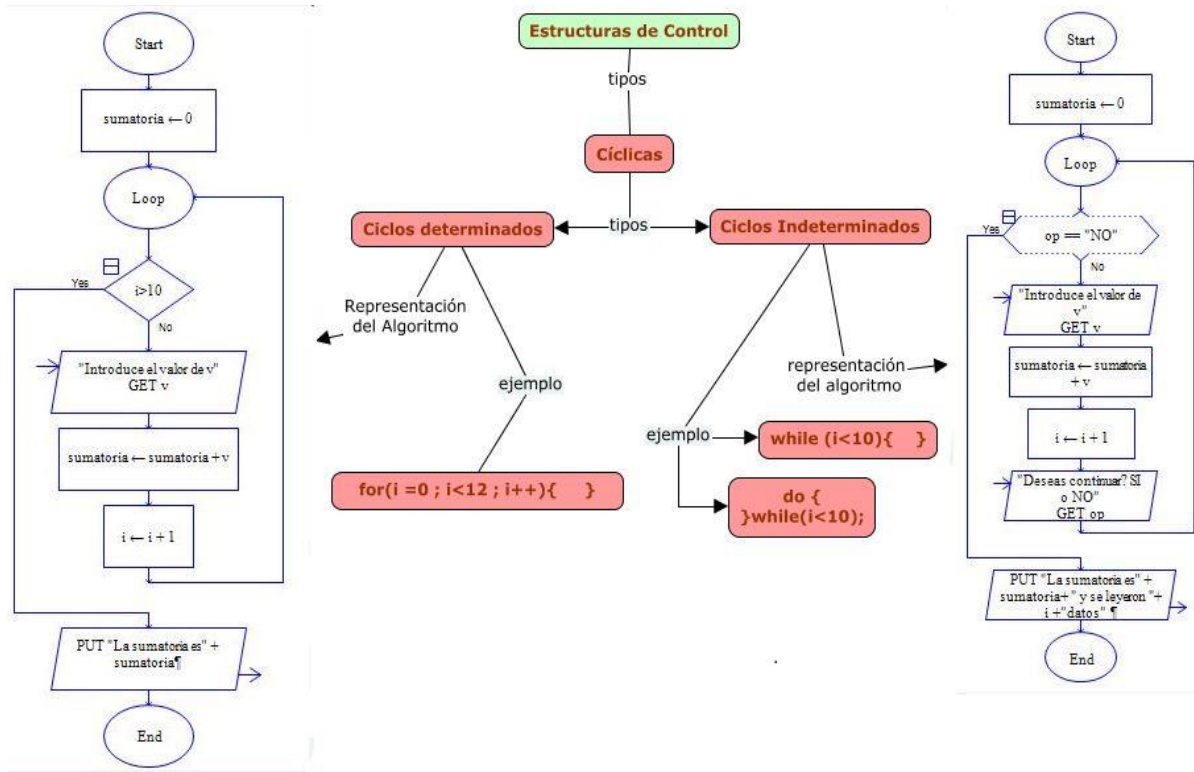 Start
sumatoria ← 0
Loop
i>10
Yes
No
"Introduce el valor de v"
GET v
sumatoria ← sumatoria + v
i ← i + 1
PUT "La sumatoria es" +
sumatoria¶
End
Estructuras de Control
tipos
Cíclicas
tipos
Ciclos determinados
Ciclos Indeterminados
Representación
del Algoritmo
ejemplo
for(i =0 ; i<12 ; i++){ }
representación
del algoritmo
ejemplo
while (i<10){ }
do {
}while(i<10);
Start
sumatoria ← 0
Loop
op == "NO"
Yes
No
"Introduce el valor de
v"
GET v
sumatoria ← sumatoria
+ v
i ← i + 1
"Deseas continuar? SI
o NO"
GET op
PUT "La sumatoria es" +
sumatoria+" y se leyeron "+
i +"datos" ¶
End